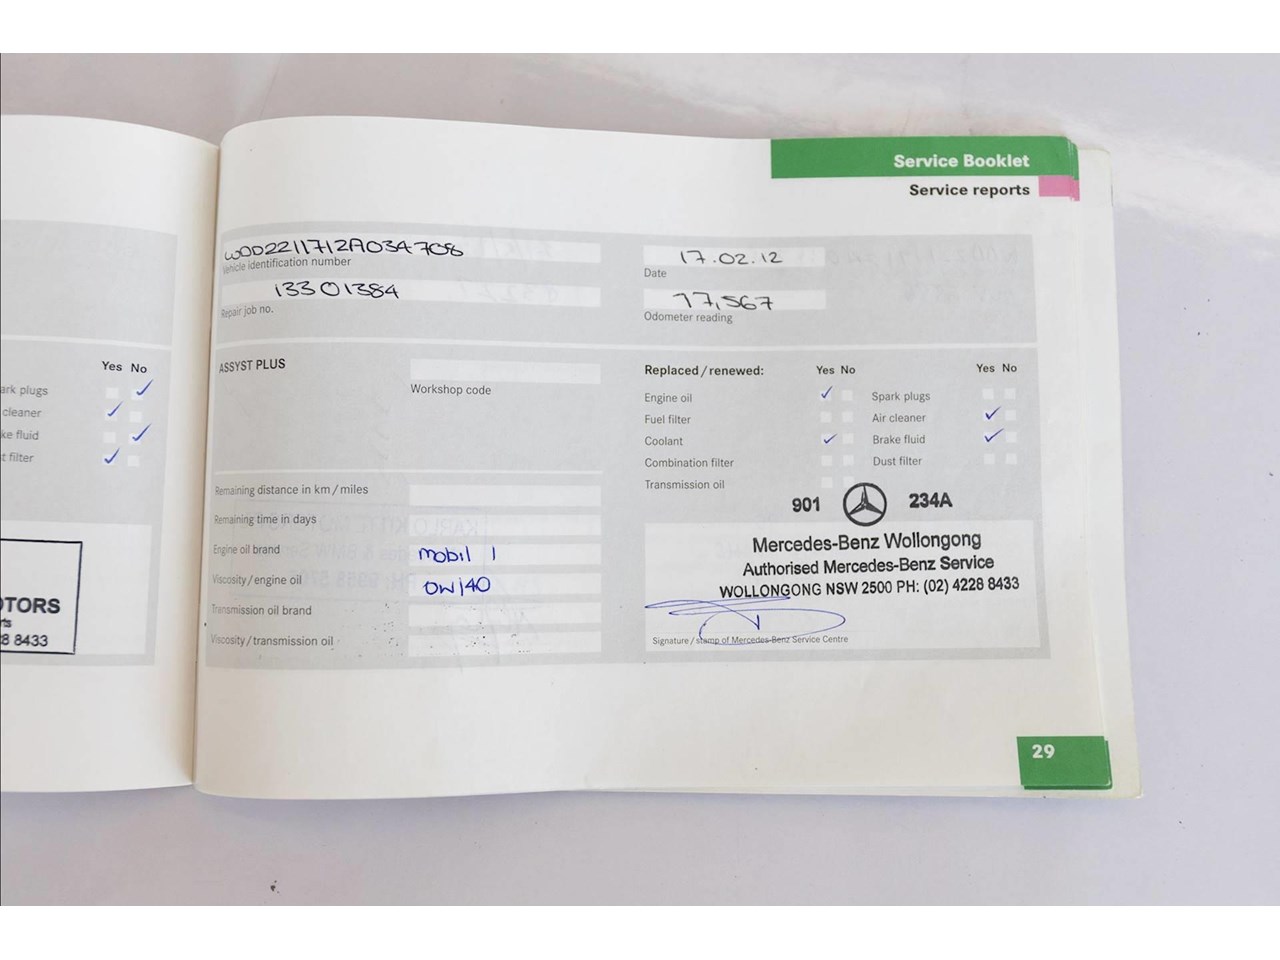 Service Booklet
Service reports
WDD2211712A034708
Vehicle identification number
13301384
Repair job no.
17.02.12
Date
77,567
Odometer reading
Yes No
ark plugs
cleaner
ke fluid
t filter
OTORS
rts
28 8433
ASSYST PLUS
Workshop code
Remaining distance in km / miles
Remaining time in days
Engine oil brand mobil 1
Viscosity / engine oil 0W/40
Transmission oil brand
Viscosity / transmission oil
Replaced / renewed: Yes No Yes No
Engine oil ✓ Spark plugs
Fuel filter Air cleaner ✓
Coolant ✓ Brake fluid ✓
Combination filter Dust filter
Transmission oil
901 234A
Mercedes-Benz Wollongong
Authorised Mercedes-Benz Service
WOLLONGONG NSW 2500 PH: (02) 4228 8433
Signature / stamp of Mercedes-Benz Service Centre
29